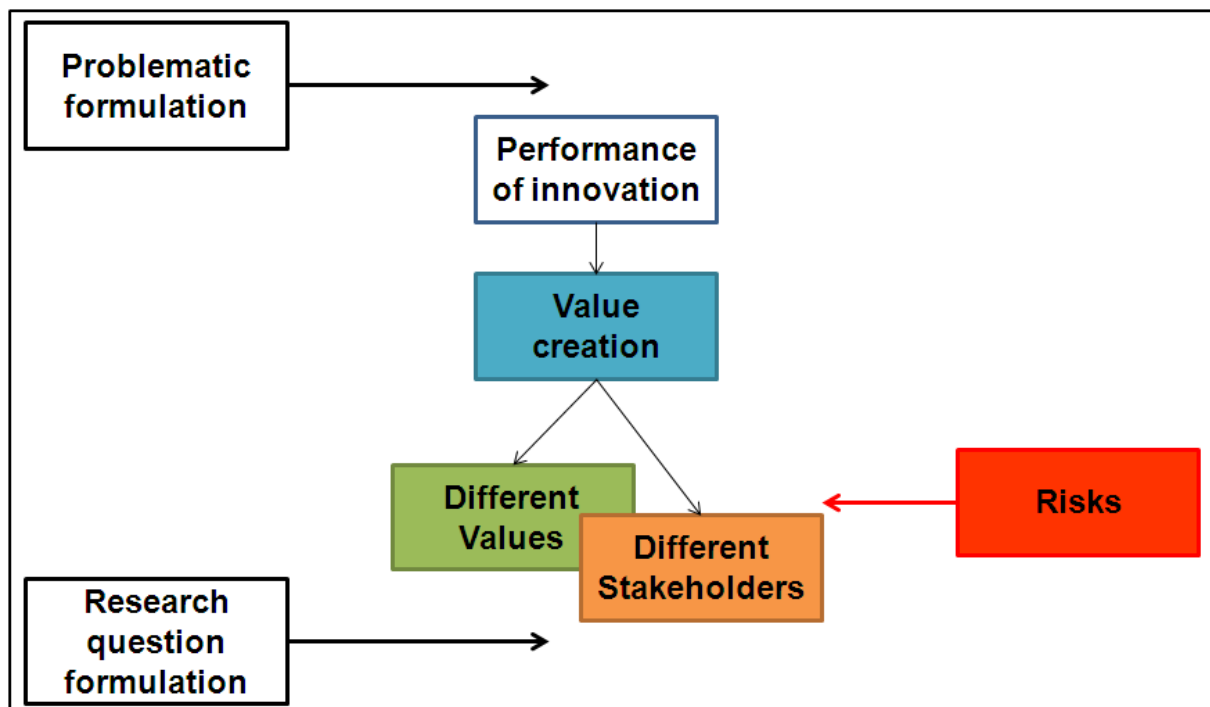 Problematic
formulation
Performance
of innovation
Value
creation
Different
Values
Different
Stakeholders
Risks
Research
question
formulation